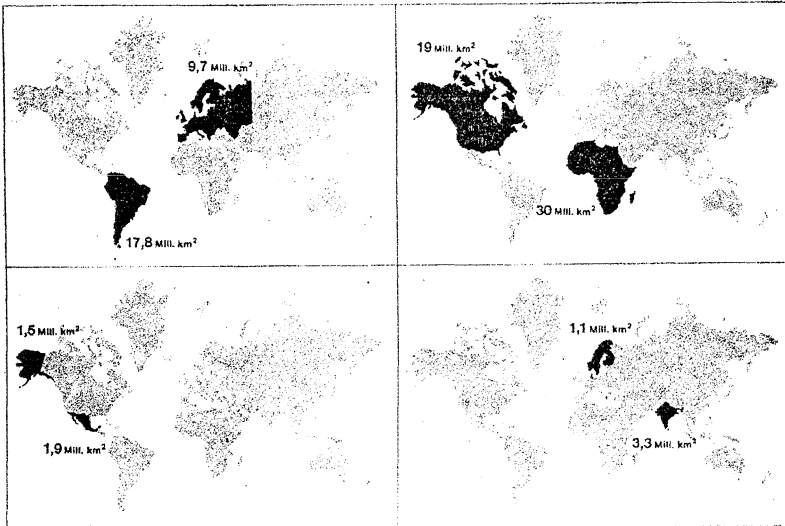 9,7 Mill. km²
17,8 Mill. km²
19 Mill. km²
30 Mill. km²
1,5 Mill. km²
1,9 Mill. km²
1,1 Mill. km²
3,3 Mill. km²